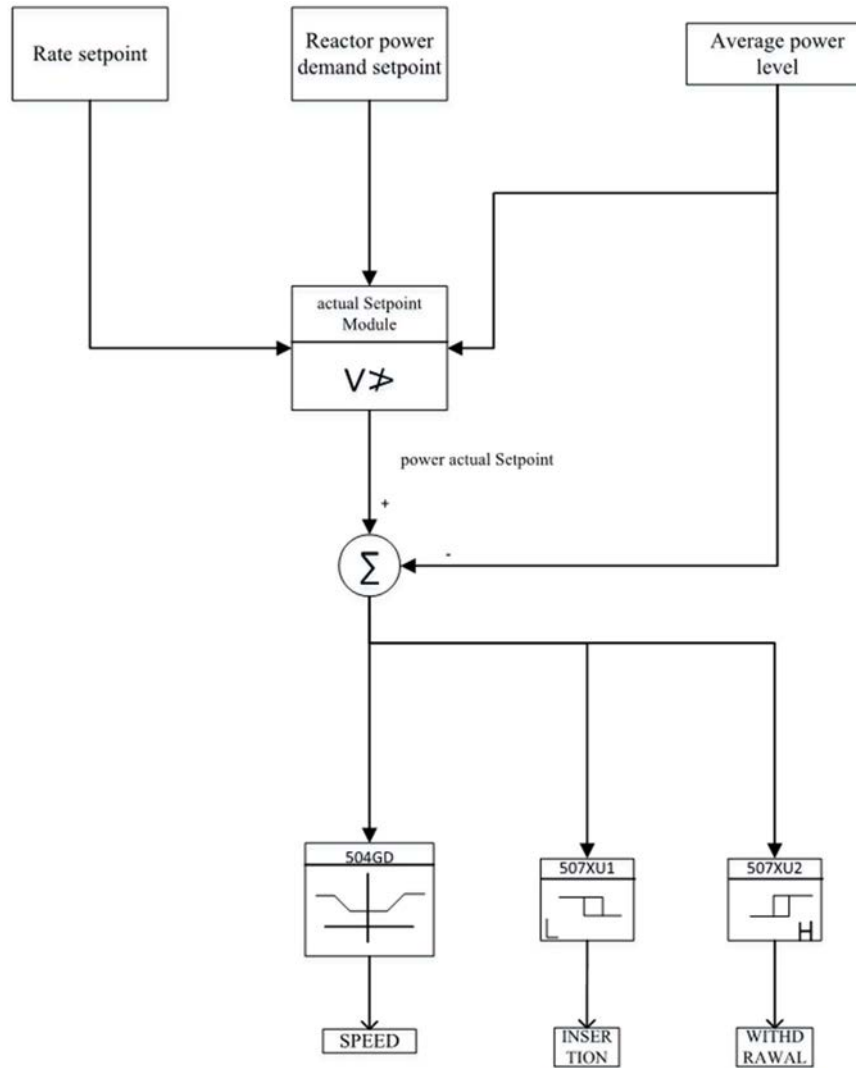 Rate setpoint
Reactor power
demand setpoint
Average power
level
actual Setpoint
Module
V≯
power actual Setpoint
+
-
Σ
504GD
507XU1
507XU2
L
H
SPEED
INSER
TION
WITHD
RAWAL